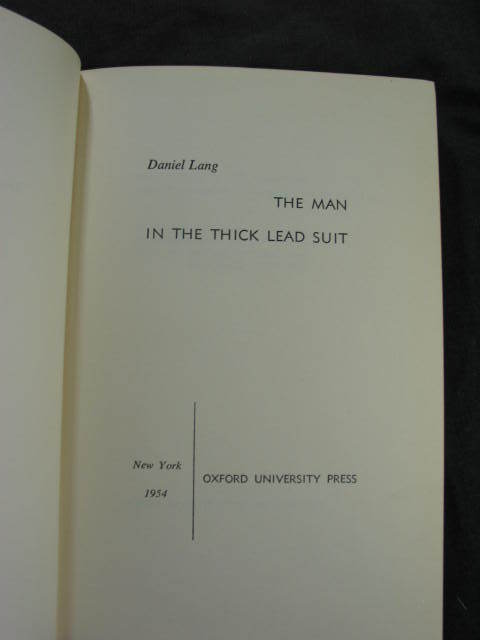 Daniel Lang
THE MAN
IN THE THICK LEAD SUIT
New York
1954
OXFORD UNIVERSITY PRESS